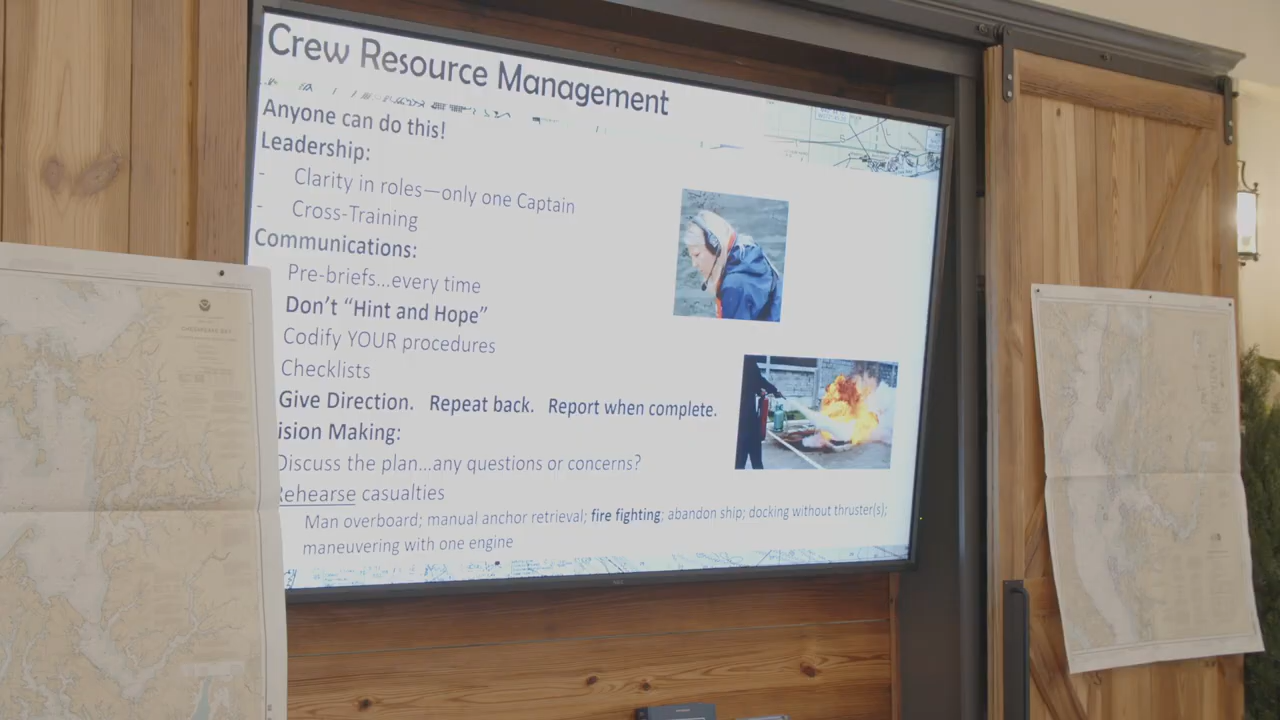 Crew Resource Management
Anyone can do this!
Leadership:
- Clarity in roles—only one Captain
- Cross-Training
Communications:
Pre-briefs...every time
Don't "Hint and Hope"
Codify YOUR procedures
Checklists
Give Direction. Repeat back. Report when complete.
ision Making:
Discuss the plan...any questions or concerns?
Rehearse casualties
Man overboard; manual anchor retrieval; fire fighting; abandon ship; docking without thruster(s);
maneuvering with one engine
CHESAPEAKE BAY